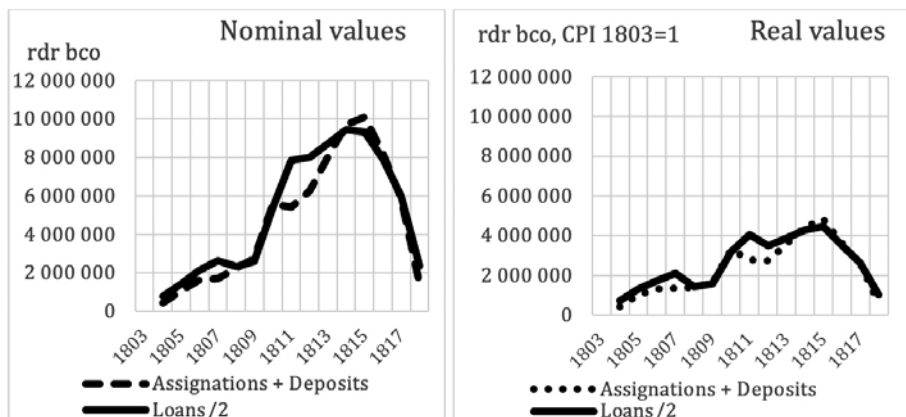 Nominal values
rdr bco
12 000 000
10 000 000
8 000 000
6 000 000
4 000 000
2 000 000
0
1803
1805
1807
1809
1811
1813
1815
1817
Assignations + Deposits
Loans/2
rdr bco, CPI 1803=1
Real values
12 000 000
10 000 000
8 000 000
6 000 000
4 000 000
2 000 000
0
1803
1805
1807
1809
1811
1813
1815
1817
Assignations + Deposits
Loans/2